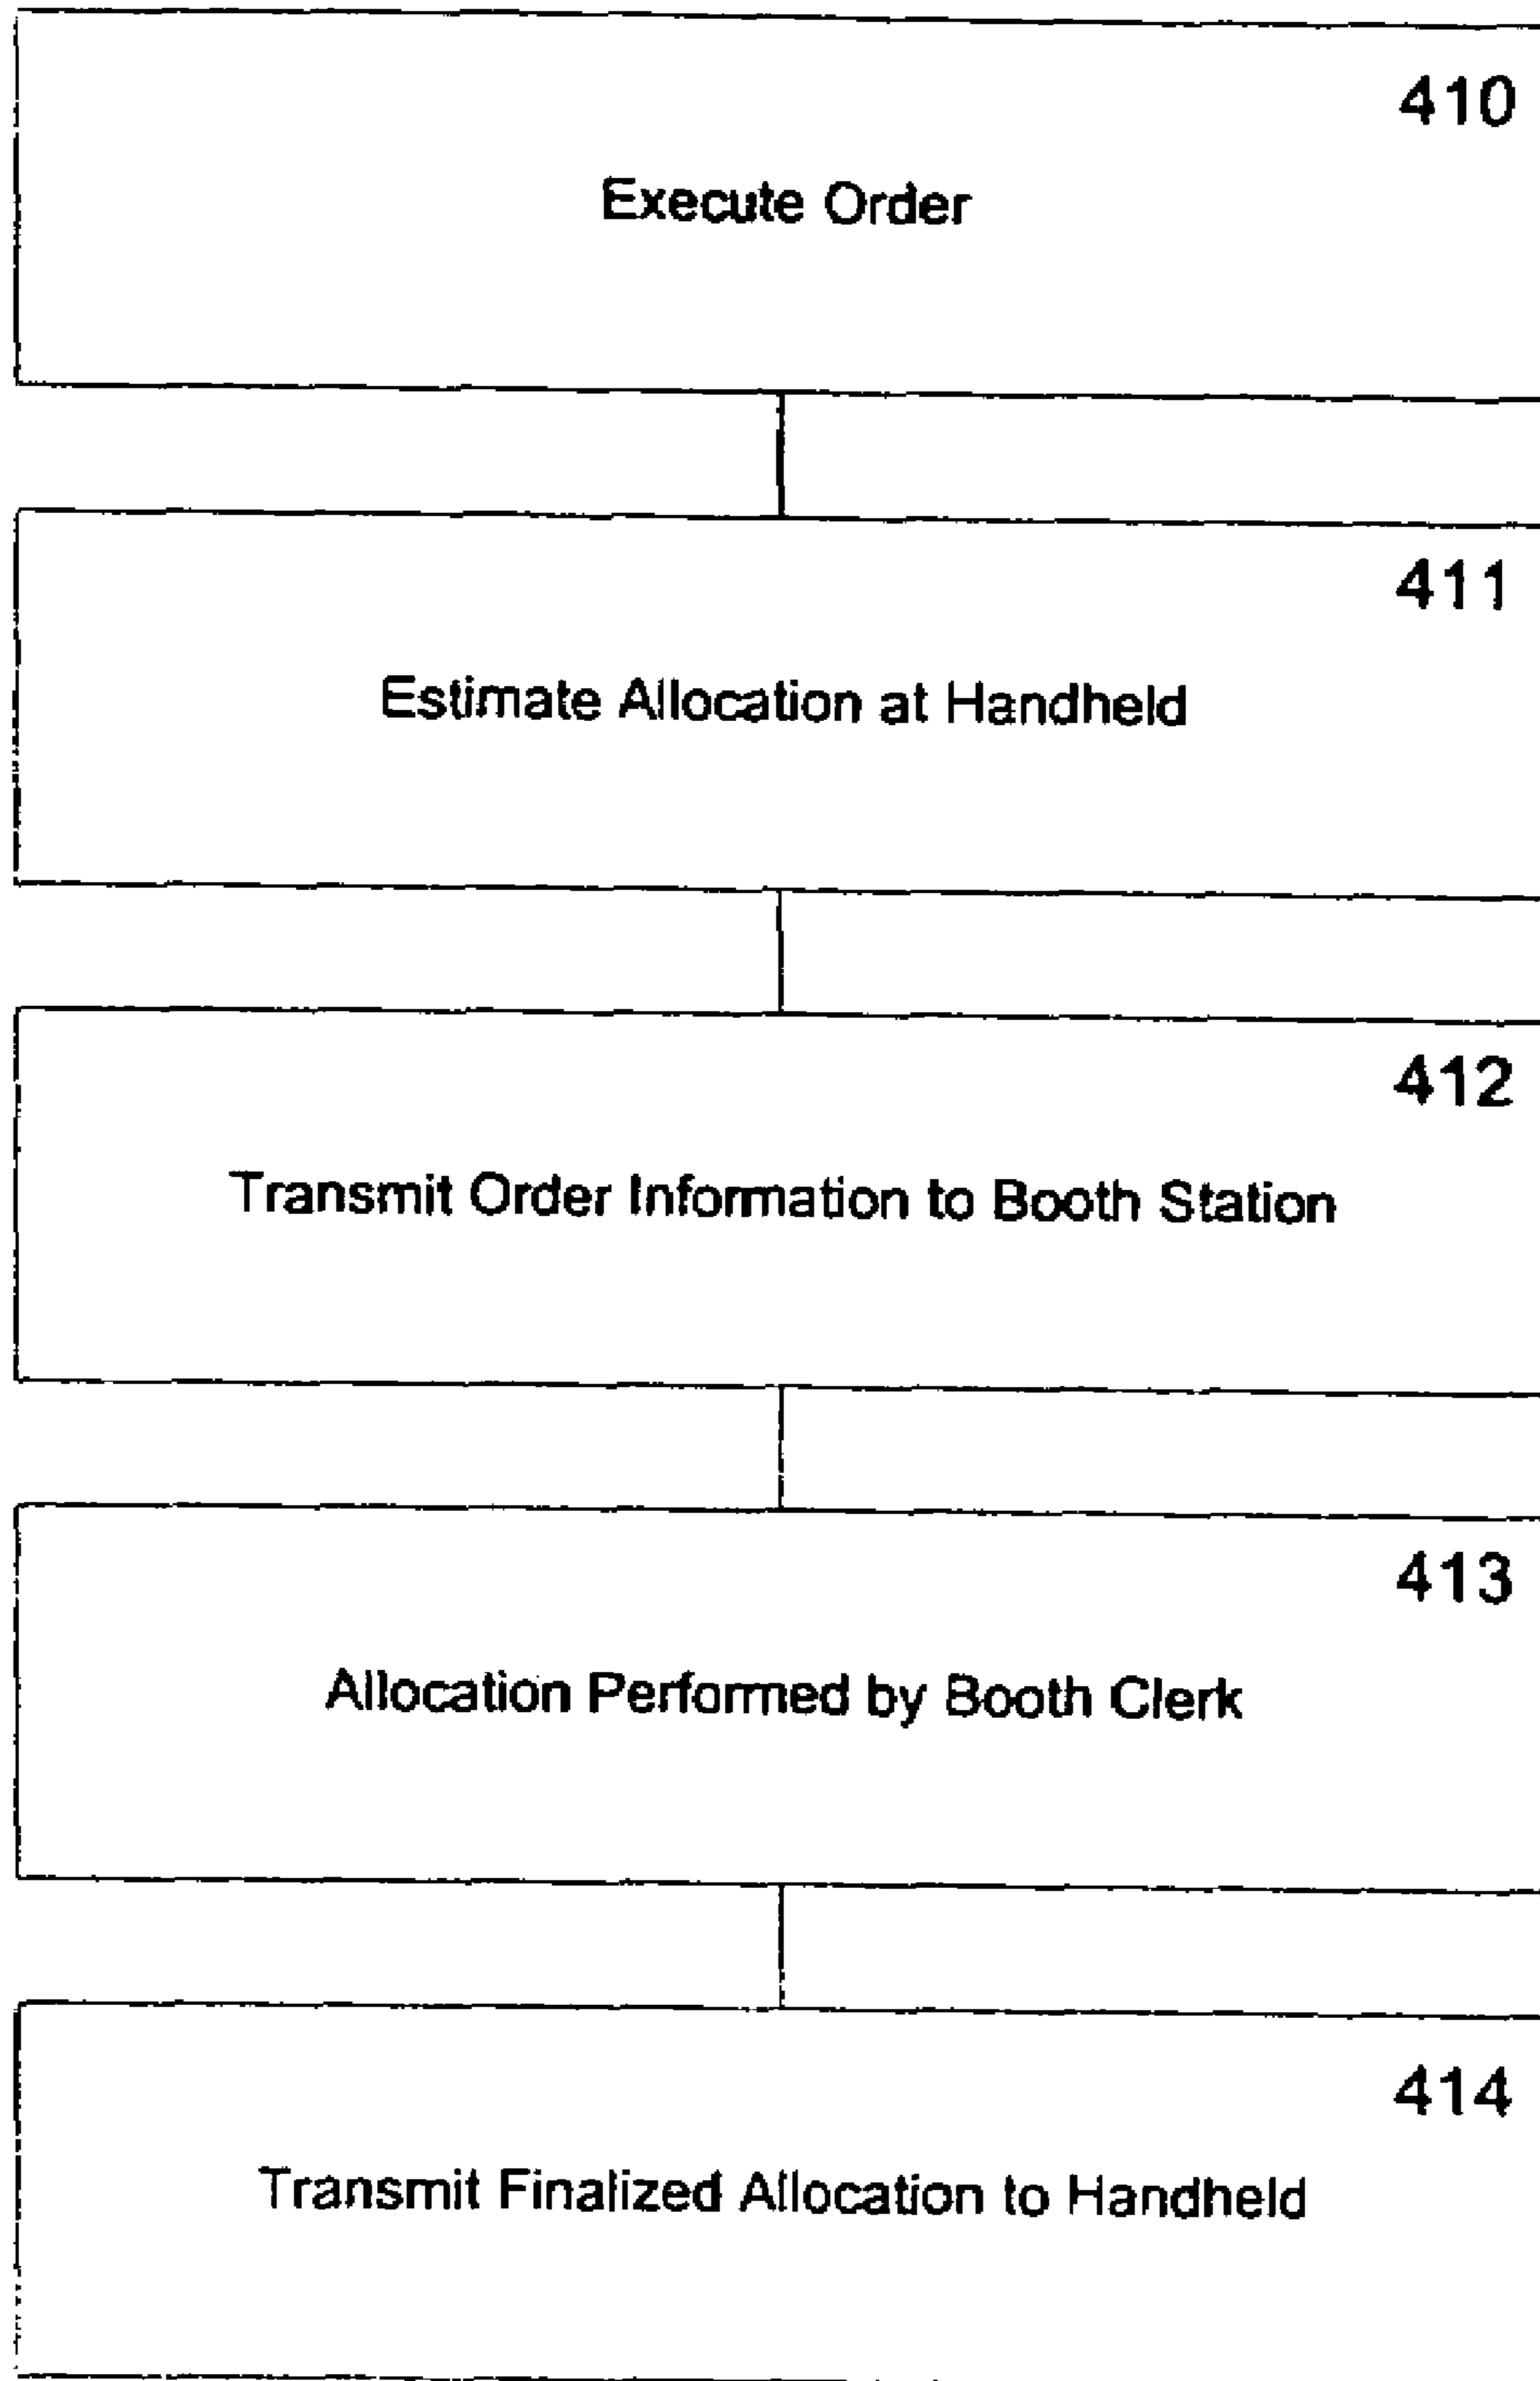 410
Execute Order
411
Estimate Allocation at Handheld
412
Transmit Order Information to Booth Station
413
Allocation Performed by Booth Clerk
414
Transmit Finalized Allocation to Handheld